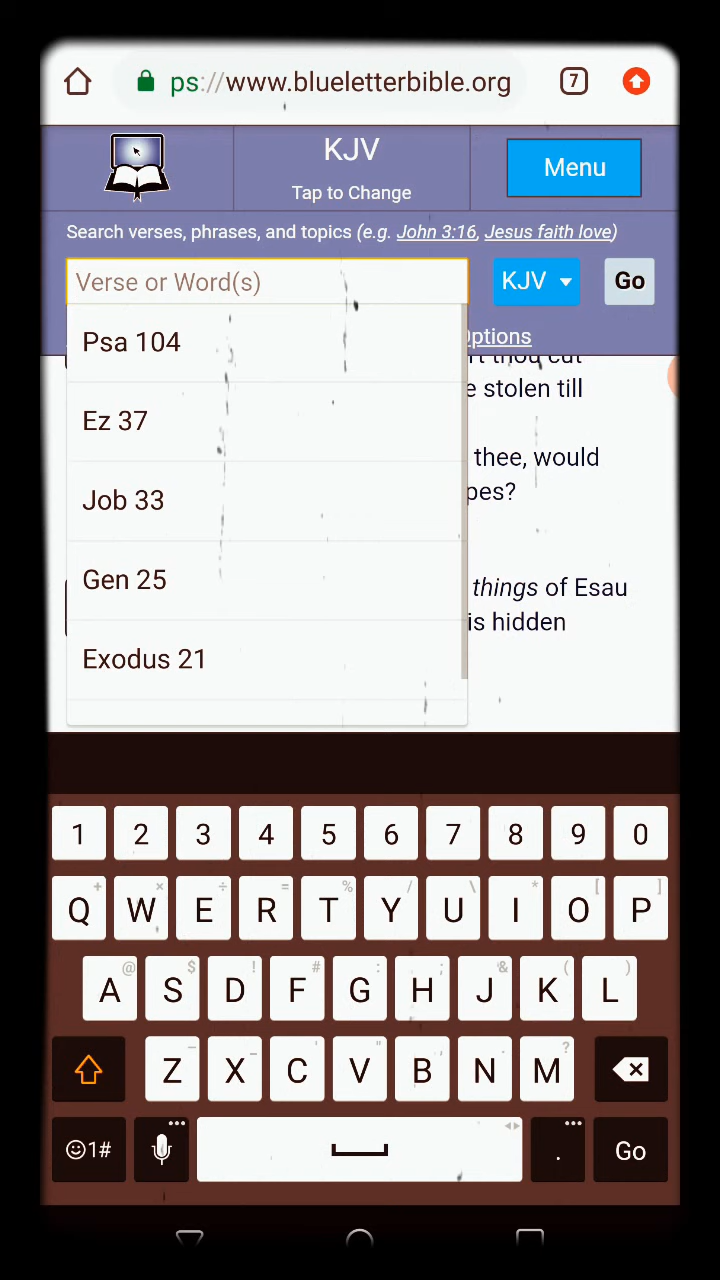 ps://www.blueletterbible.org
7
KJV
Tap to Change
Menu
Search verses, phrases, and topics (e.g. John 3:16, Jesus faith love)
Verse or Word(s)
KJV
Go
Options
Psa 104
Ez 37
Job 33
Gen 25
Exodus 21
thou cut
stolen till
thee, would
things of Esau
is hidden
1 2 3 4 5 6 7 8 9 0
+ × ÷ = % / \ * [ ]
Q W E R T Y U I O P
@ $ ! # : ; & ( )
A S D F G H J K L
- _ ' " , . ?
Z X C V B N M
1# . Go